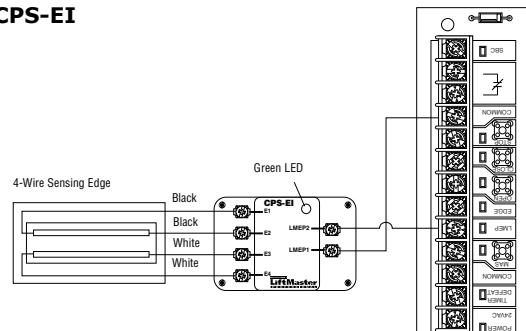 CPS-EI
4-Wire Sensing Edge
Black
Black
White
White
Green LED
CPS-EI
E1
E2
E3
E4
LMEP2
LMEP1
LiftMaster
SBC
COMMON
STOP
CLOSE
OPEN
EDGE
LMEP
MAS
COMMON
TIMER
DEFEAT
24VAC
POWER